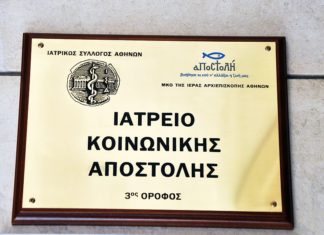 ΙΑΤΡΙΚΟΣ ΣΥΛΛΟΓΟΣ ΑΘΗΝΩΝ
αΠΟΣΤΟΛΗ
ΜΚΟ ΤΗΣ ΙΕΡΑΣ ΑΡΧΙΕΠΙΣΚΟΠΗΣ ΑΘΗΝΩΝ
ΙΑΤΡΕΙΟ
ΚΟΙΝΩΝΙΚΗΣ
ΑΠΟΣΤΟΛΗΣ
3ος ΟΡΟΦΟΣ